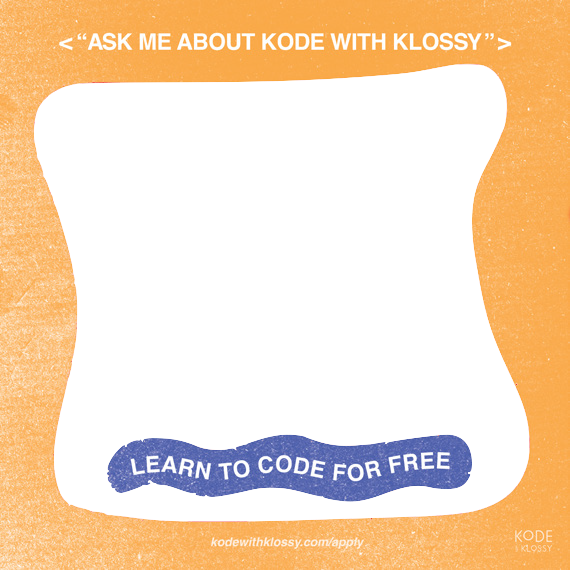 <“ASK ME ABOUT KODE WITH KLOSSY”>
LEARN TO CODE FOR FREE
kodewithklossy.com/apply
KODE
KLOSSY